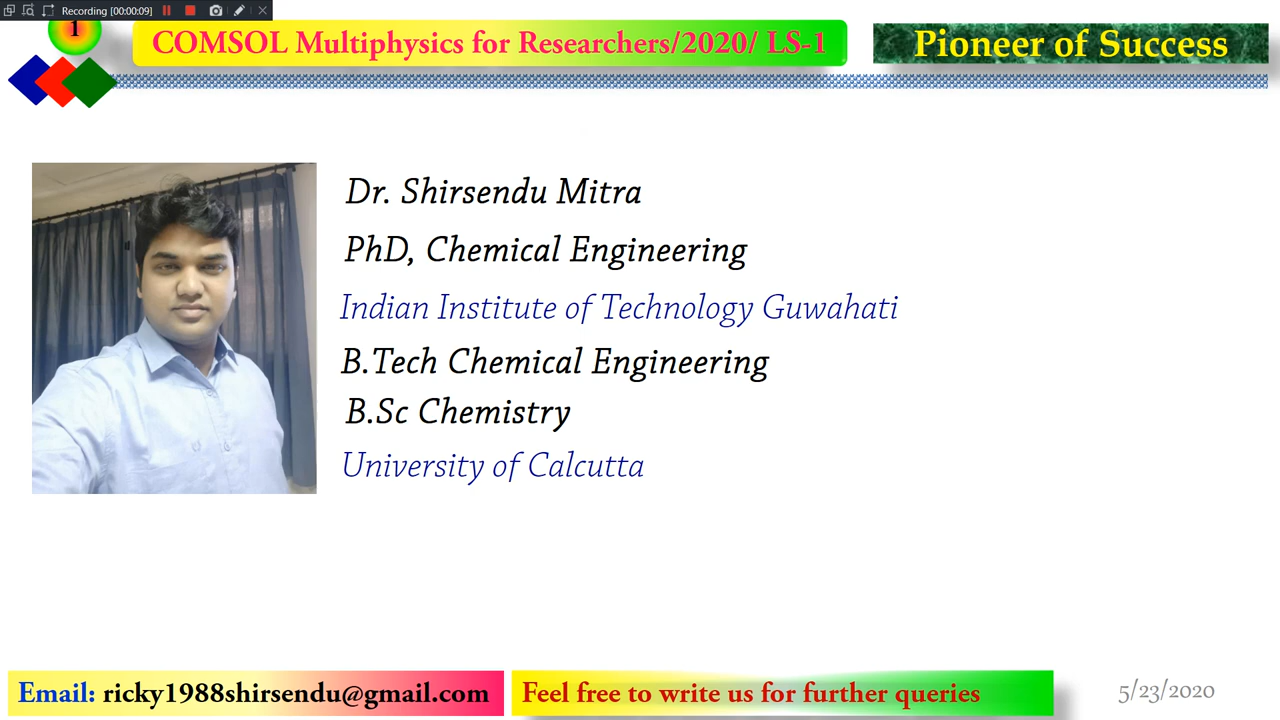 Recording [00:00:09]
1
COMSOL Multiphysics for Researchers/2020/ LS-1
Pioneer of Success
Dr. Shirsendu Mitra
PhD, Chemical Engineering
Indian Institute of Technology Guwahati
B.Tech Chemical Engineering
B.Sc Chemistry
University of Calcutta
Email: ricky1988shirsendu@gmail.com
Feel free to write us for further queries
5/23/2020